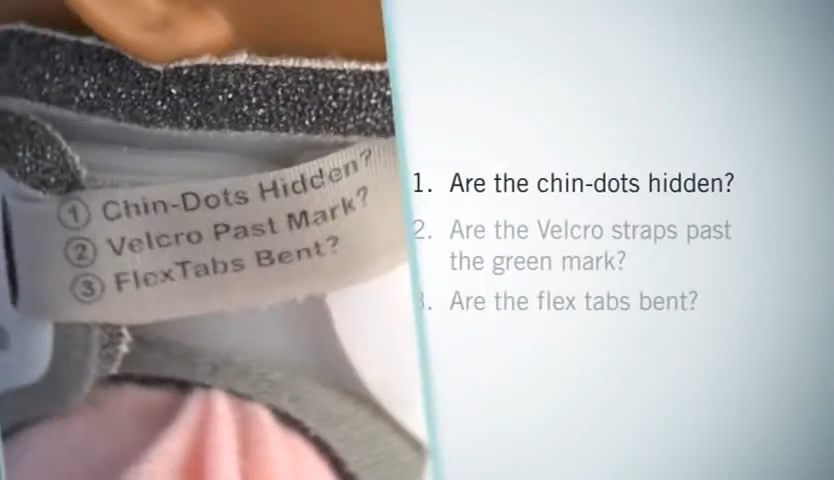 ① Chin-Dots Hidden?
② Velcro Past Mark?
③ FlexTabs Bent?
1. Are the chin-dots hidden?
2. Are the Velcro straps past
the green mark?
3. Are the flex tabs bent?